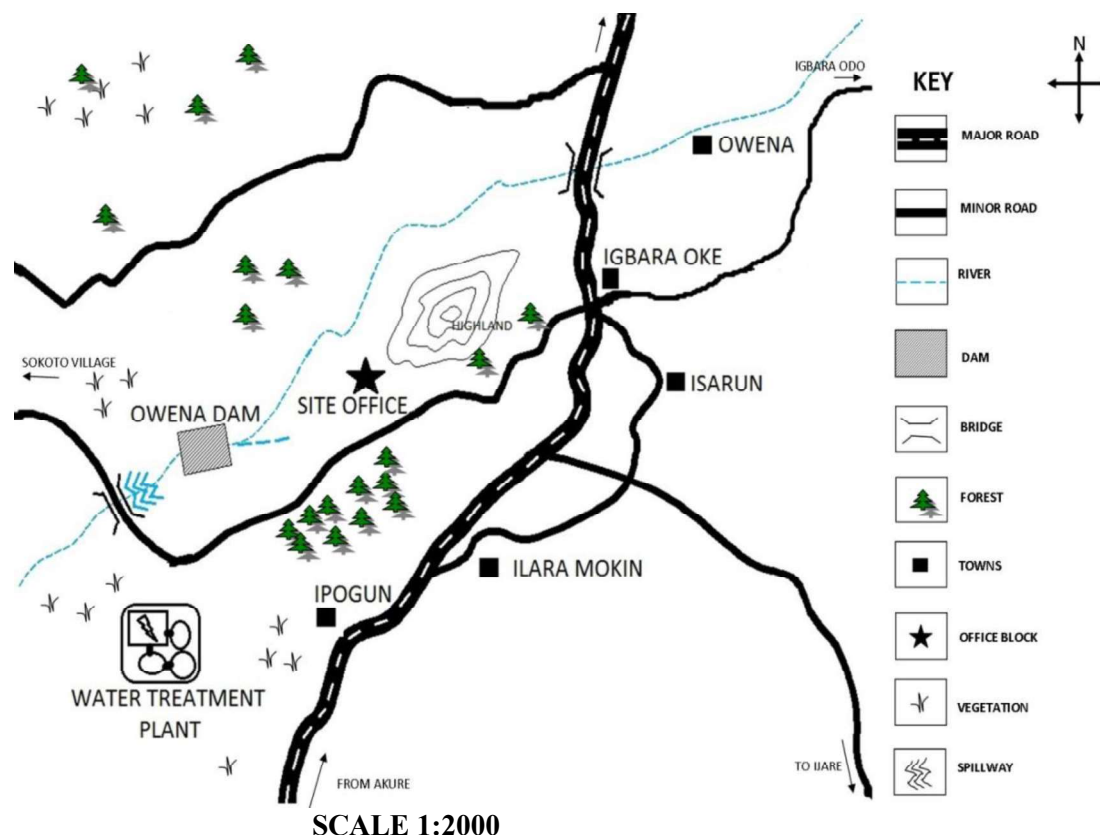 N
IGBARA ODO
KEY
MAJOR ROAD
OWENA
MINOR ROAD
IGBARA OKE
RIVER
HIGHLAND
SOKOTO VILLAGE
DAM
ISARUN
SITE OFFICE
OWENA DAM
BRIDGE
FOREST
ILARA MOKIN
TOWNS
IPOGUN
OFFICE BLOCK
WATER TREATMENT
PLANT
VEGETATION
TO IJARE
SPILLWAY
FROM AKURE
SCALE 1:2000